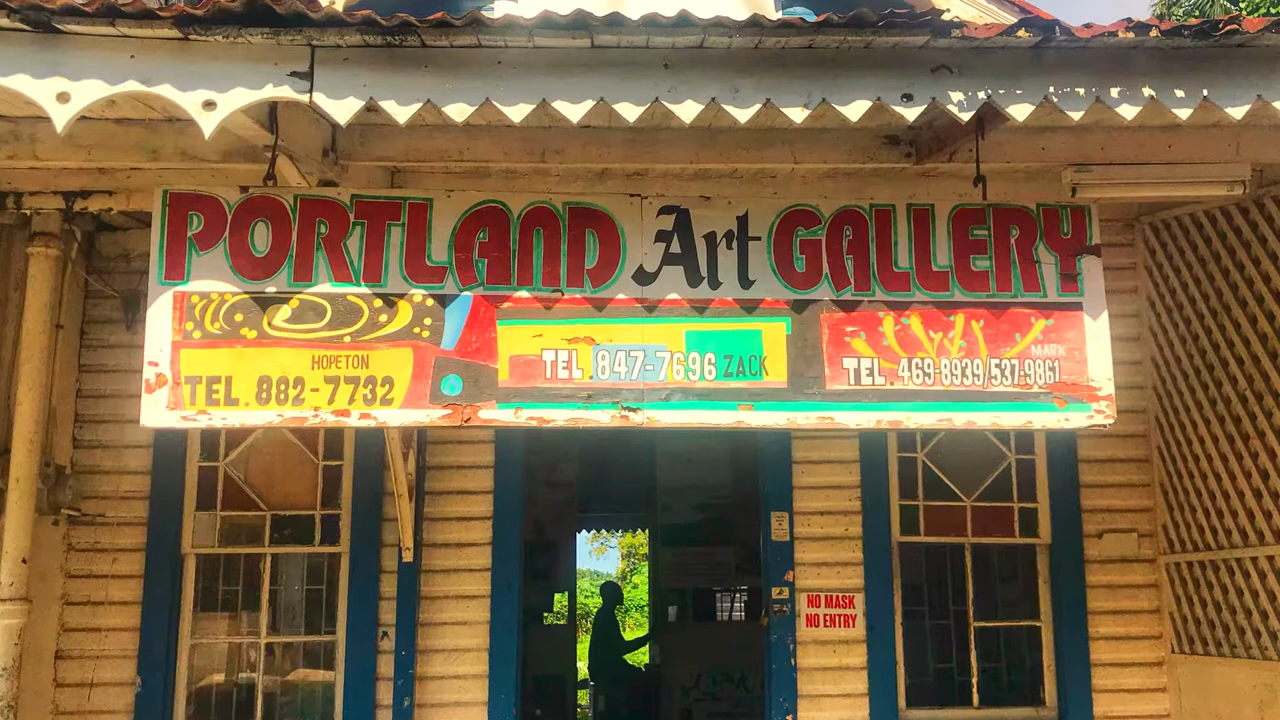 PORTLAND Art GALLERY
HOPETON
TEL. 882-7732
TEL. 847-7696 ZACK
MARK
TEL. 469-8939/537-9861
NO MASK
NO ENTRY